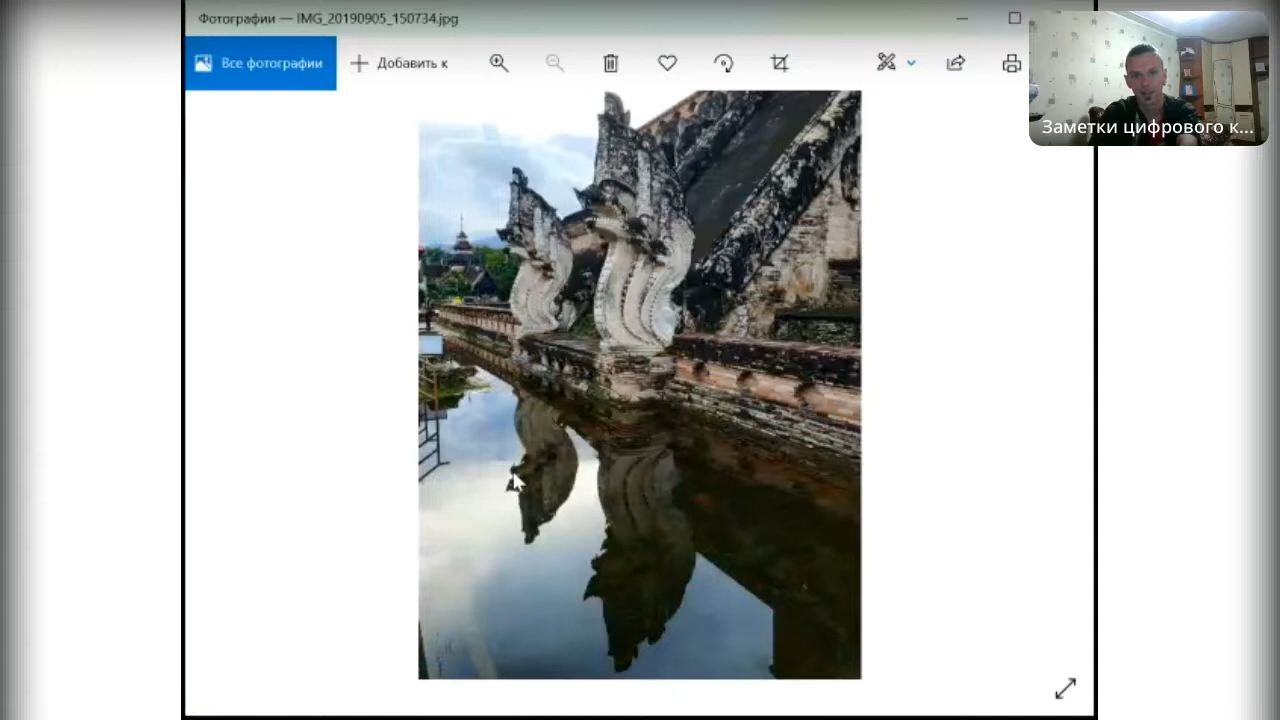 Фотографии — IMG_20190905_150734.jpg
Все фотографии
Добавить к
Заметки цифрового к...